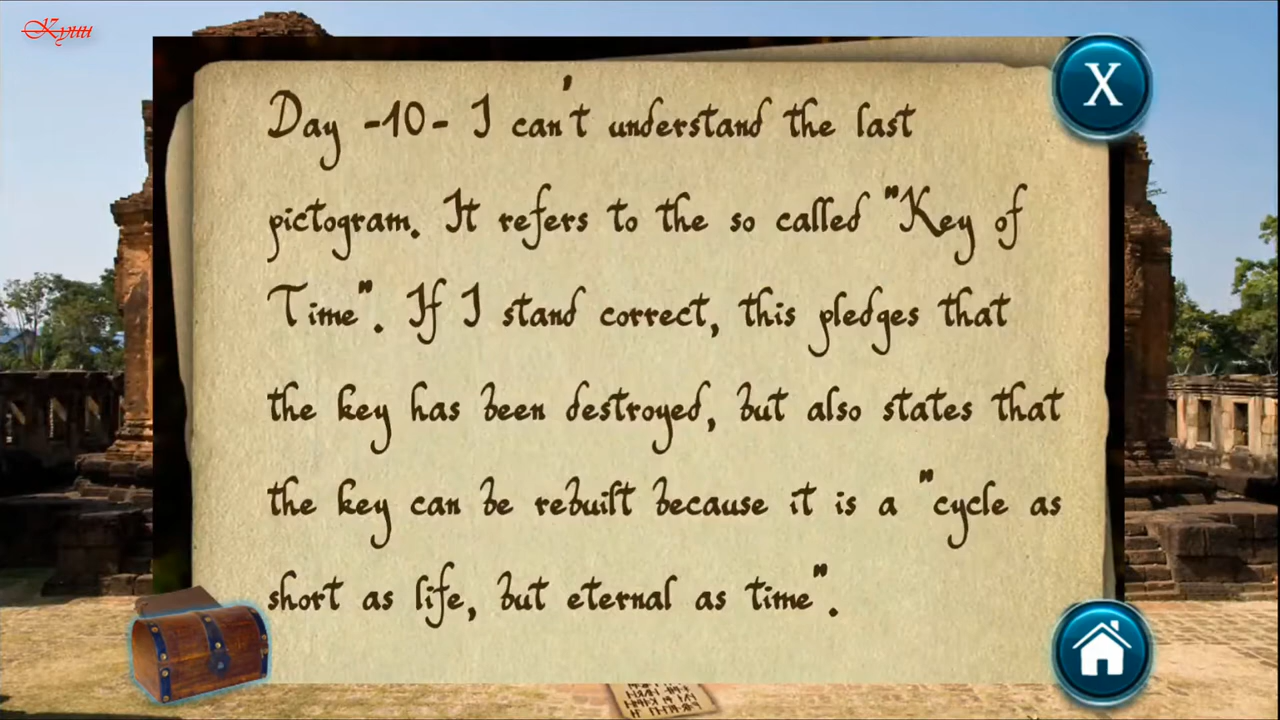 Kyuu
Day -10- I can't understand the last
pictogram. It refers to the so called "Key of
Time". If I stand correct, this pledges that
the key has been destroyed, but also states that
the key can be rebuilt because it is a "cycle as
short as life, but eternal as time".
X